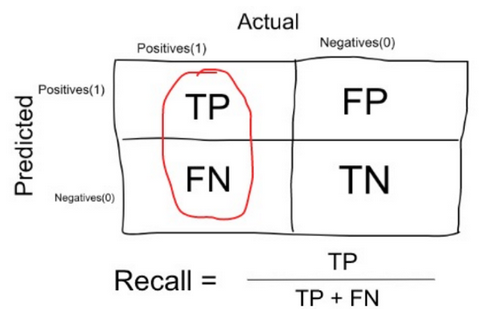 Actual
Positives(1)
Negatives(0)
Predicted
Positives(1)
TP
FP
Negatives(0)
FN
TN
Recall =
TP
TP + FN